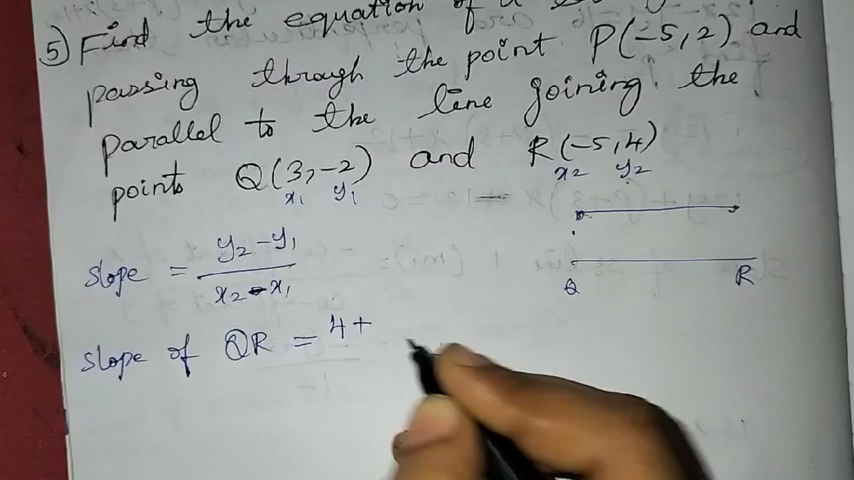 5) Find the equation of a
passing through the point P(-5,2) and
parallel to the line joining the
points Q(3,-2) and R(-5,4)
x1 y1 x2 y2
slope = y2-y1
x2-x1
Q R
slope of QR = 4+